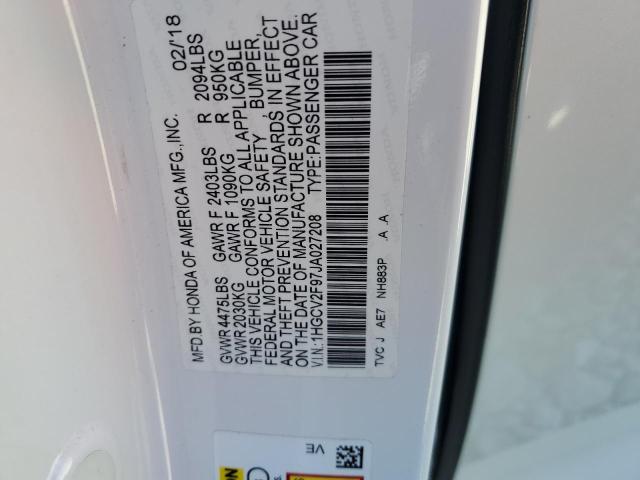 MFD.BY HONDA OF AMERICA MFG.,INC. 02/'18
GVWR 4475LBS GAWR F 2403LBS R 2094LBS
GVWR 2030KG GAWR F 1090KG R 950KG
THIS VEHICLE CONFORMS TO ALL APPLICABLE
FEDERAL MOTOR VEHICLE SAFETY BUMPER,
AND THEFT PREVENTION STANDARDS IN EFFECT
ON THE DATE OF MANUFACTURE SHOWN ABOVE.
V.I.N.:1HGCV2F97JA027208 TYPE:PASSENGER CAR
TVC J AE7 NH883P A A
VE